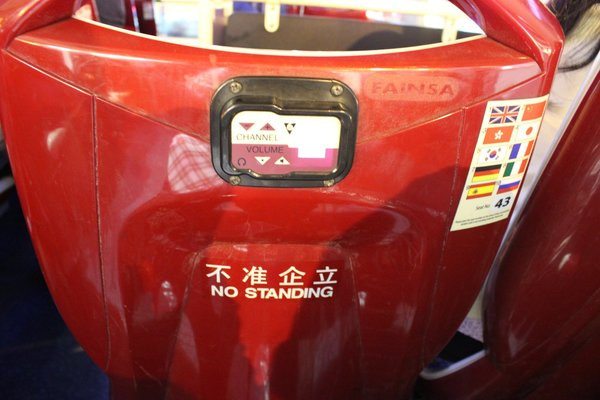 FAINSA
CHANNEL
VOLUME
Seat No. 43
不准企立
NO STANDING